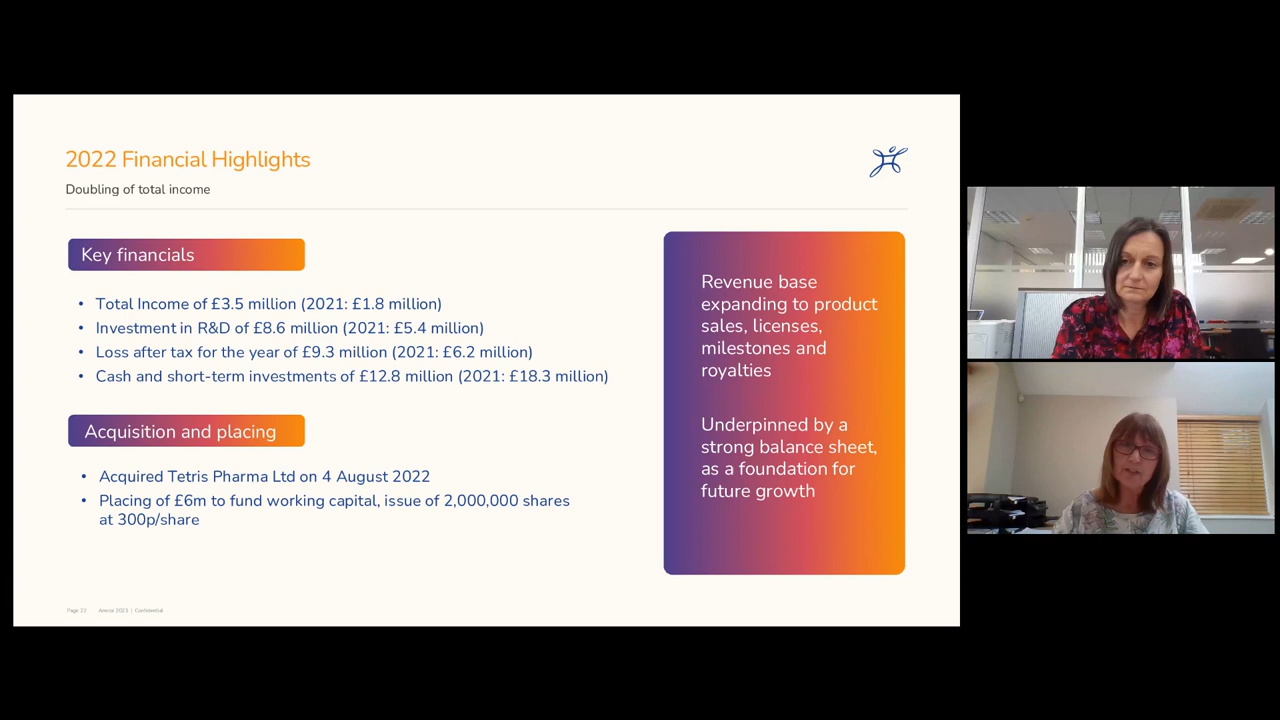 2022 Financial Highlights
Doubling of total income
Key financials
• Total Income of £3.5 million (2021: £1.8 million)
• Investment in R&D of £8.6 million (2021: £5.4 million)
• Loss after tax for the year of £9.3 million (2021: £6.2 million)
• Cash and short-term investments of £12.8 million (2021: £18.3 million)
Acquisition and placing
• Acquired Tetris Pharma Ltd on 4 August 2022
• Placing of £6m to fund working capital, issue of 2,000,000 shares
at 300p/share
Revenue base
expanding to product
sales, licenses,
milestones and
royalties
Underpinned by a
strong balance sheet,
as a foundation for
future growth
Page 22 Arecor 2023 | Confidential